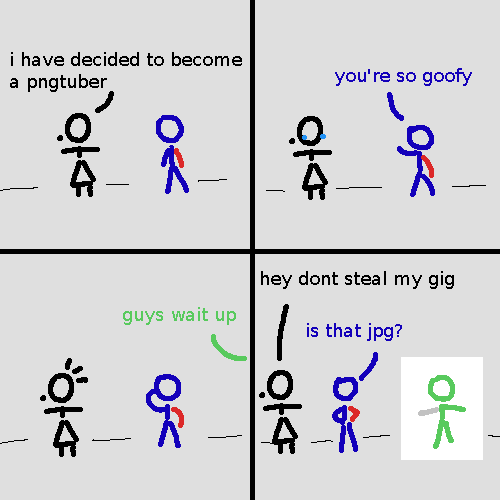 i have decided to become
a pngtuber
you're so goofy
guys wait up
hey dont steal my gig
is that jpg?